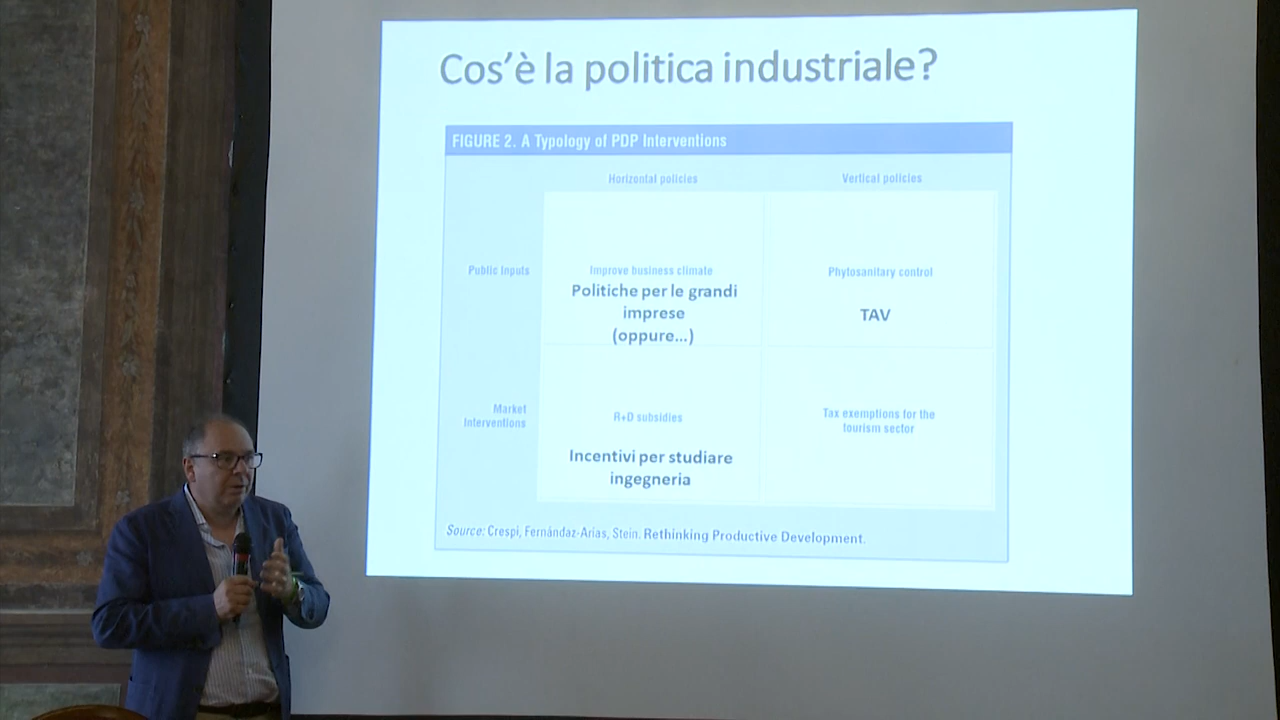 Cos'è la politica industriale?
FIGURE 2. A Typology of PDP Interventions
Horizontal policies
Vertical policies
Public Inputs
Improve business climate
Phytosanitary control
Politiche per le grandi
imprese
(oppure...)
TAV
Market
Interventions
R+D subsidies
Tax exemptions for the
tourism sector
Incentivi per studiare
ingegneria
Source: Crespi, Fernándaz-Arias, Stein. Rethinking Productive Development.